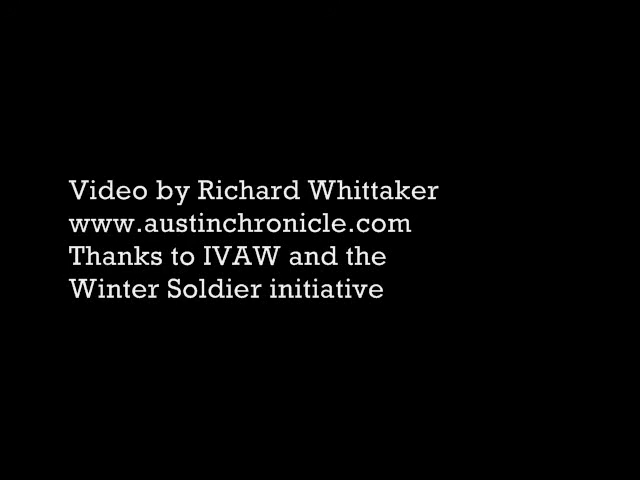 Video by Richard Whittaker
www.austinchronicle.com
Thanks to IVAW and the
Winter Soldier initiative